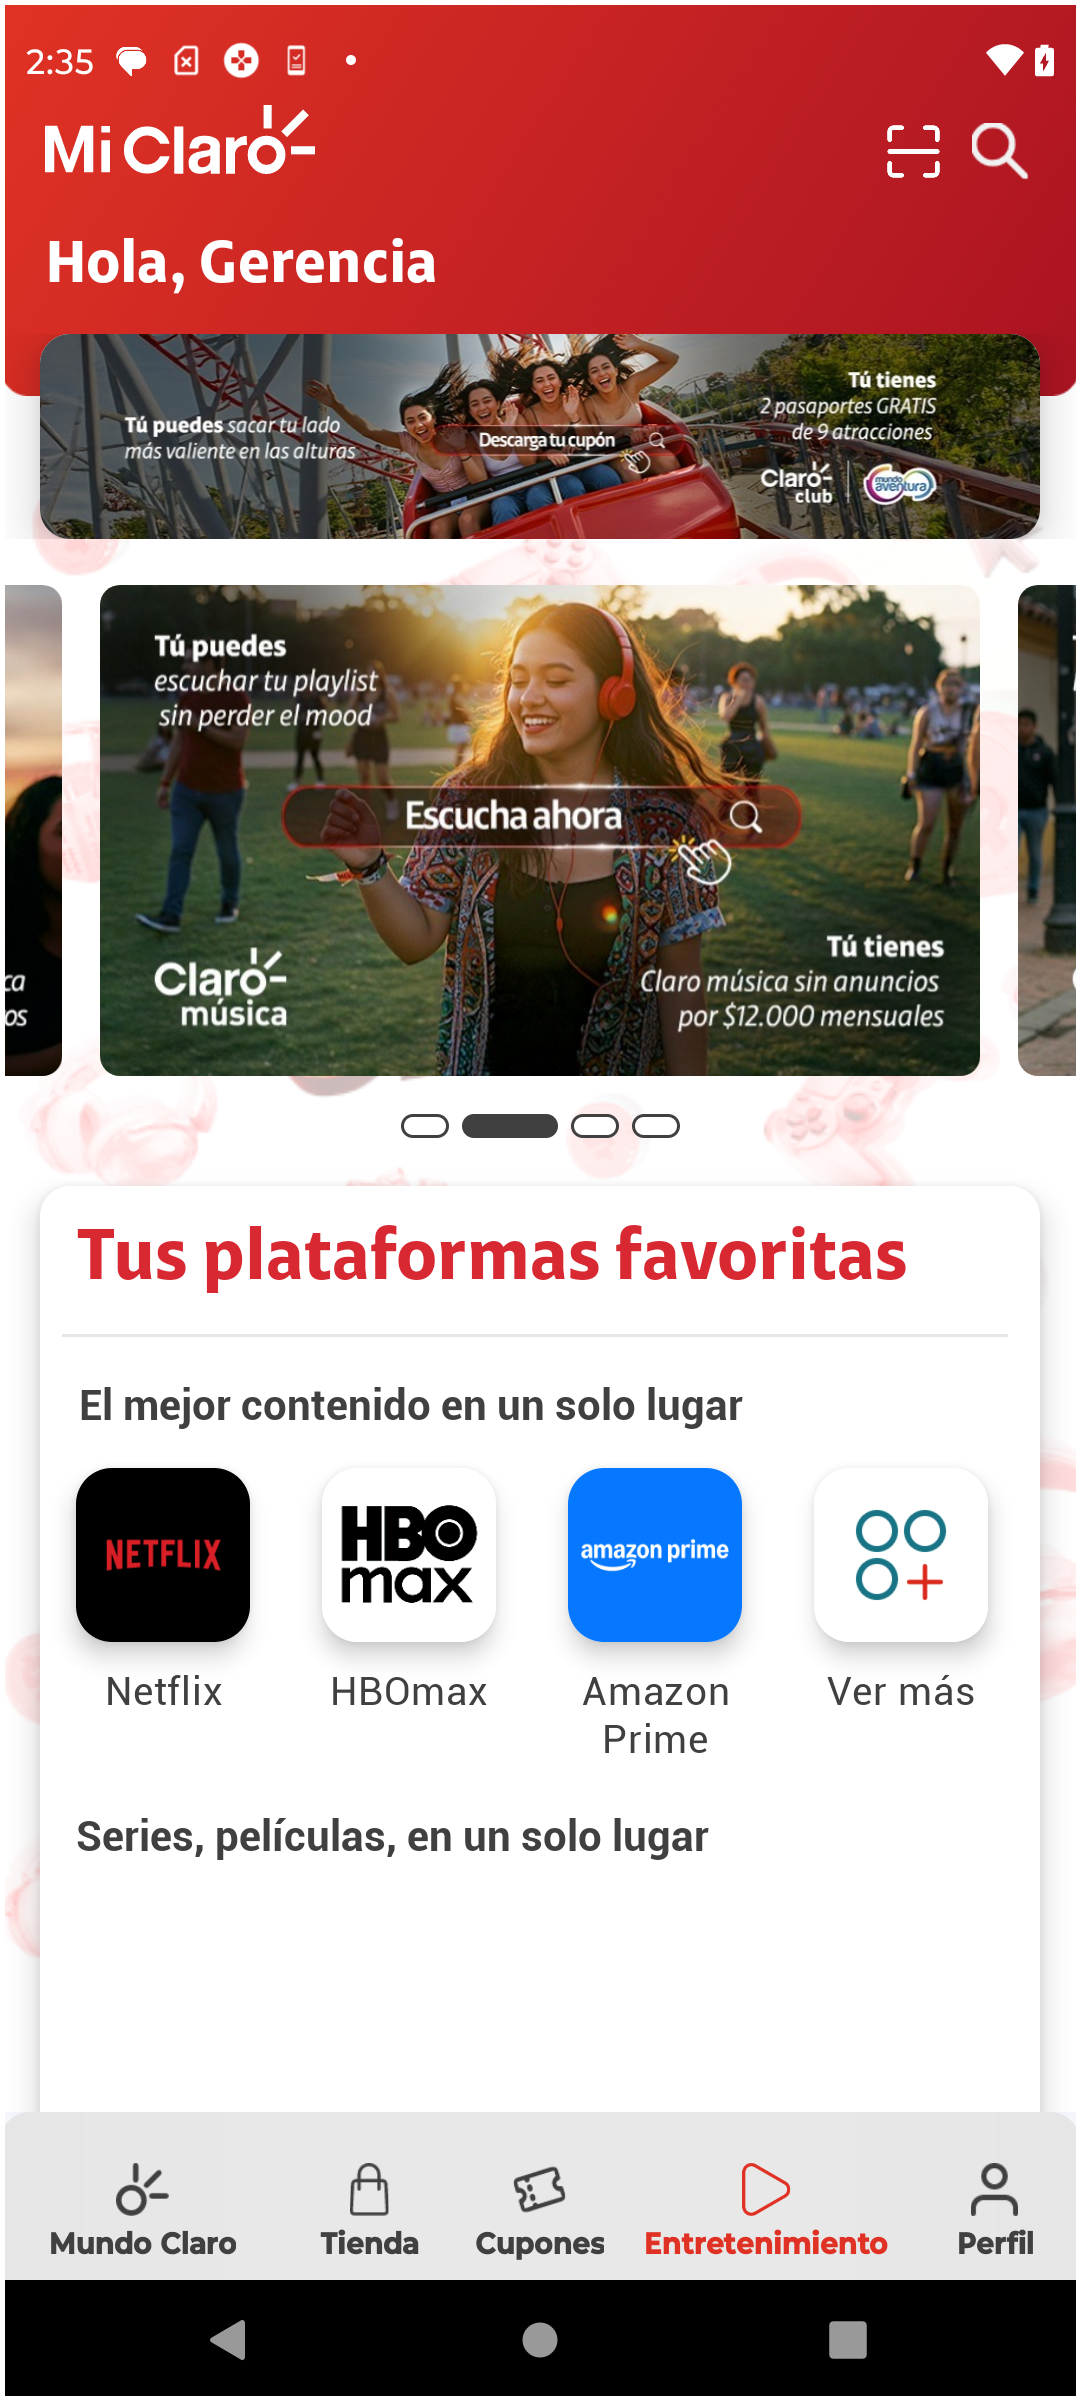 2:35
Mi Claro
Hola, Gerencia
Tú puedes sacar tu lado
más valiente en las alturas
Descarga tu cupón
Tú tienes
2 pasaportes GRATIS
de 9 atracciones
Claro
club
mundo
aventura
Tú puedes
escuchar tu playlist
sin perder el mood
Escucha ahora
Claro
música
Tú tienes
Claro música sin anuncios
por $12.000 mensuales
ca
os
Tus plataformas favoritas
El mejor contenido en un solo lugar
NETFLIX
HBO
max
amazon prime
Netflix
HBOmax
Amazon
Prime
Ver más
Series, películas, en un solo lugar
Mundo Claro
Tienda
Cupones
Entretenimiento
Perfil